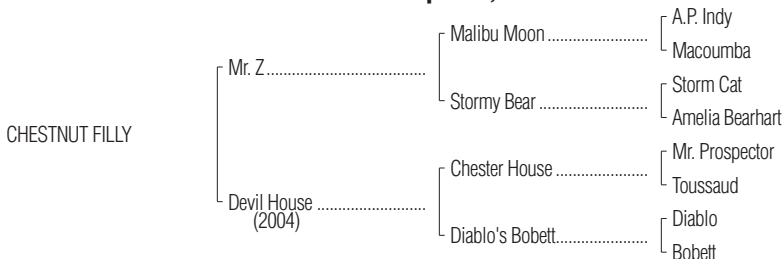 A.P. Indy
Malibu Moon
Macoumba
Mr. Z
Storm Cat
Stormy Bear
Amelia Bearhart
CHESTNUT FILLY
Mr. Prospector
Chester House
Toussaud
Devil House
(2004)
Diablo
Diablo's Bobett
Bobett